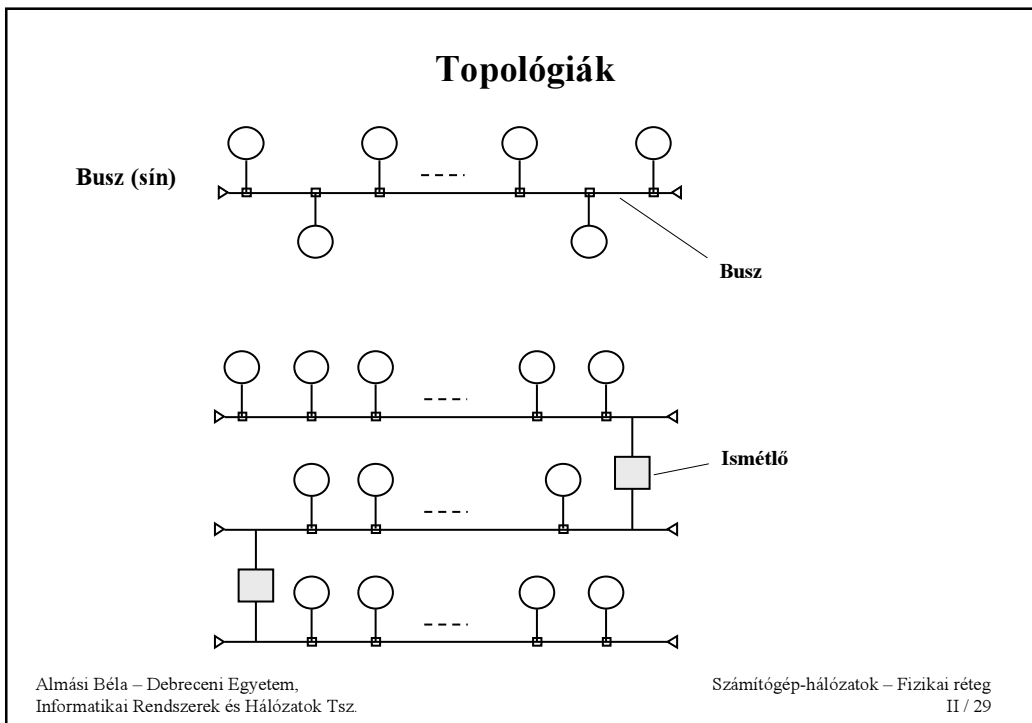 Topológiák
Busz (sín)
Busz
Ismétlő
Almási Béla – Debreceni Egyetem,
Informatikai Rendszerek és Hálózatok Tsz.
Számítógép-hálózatok – Fizikai réteg
II / 29